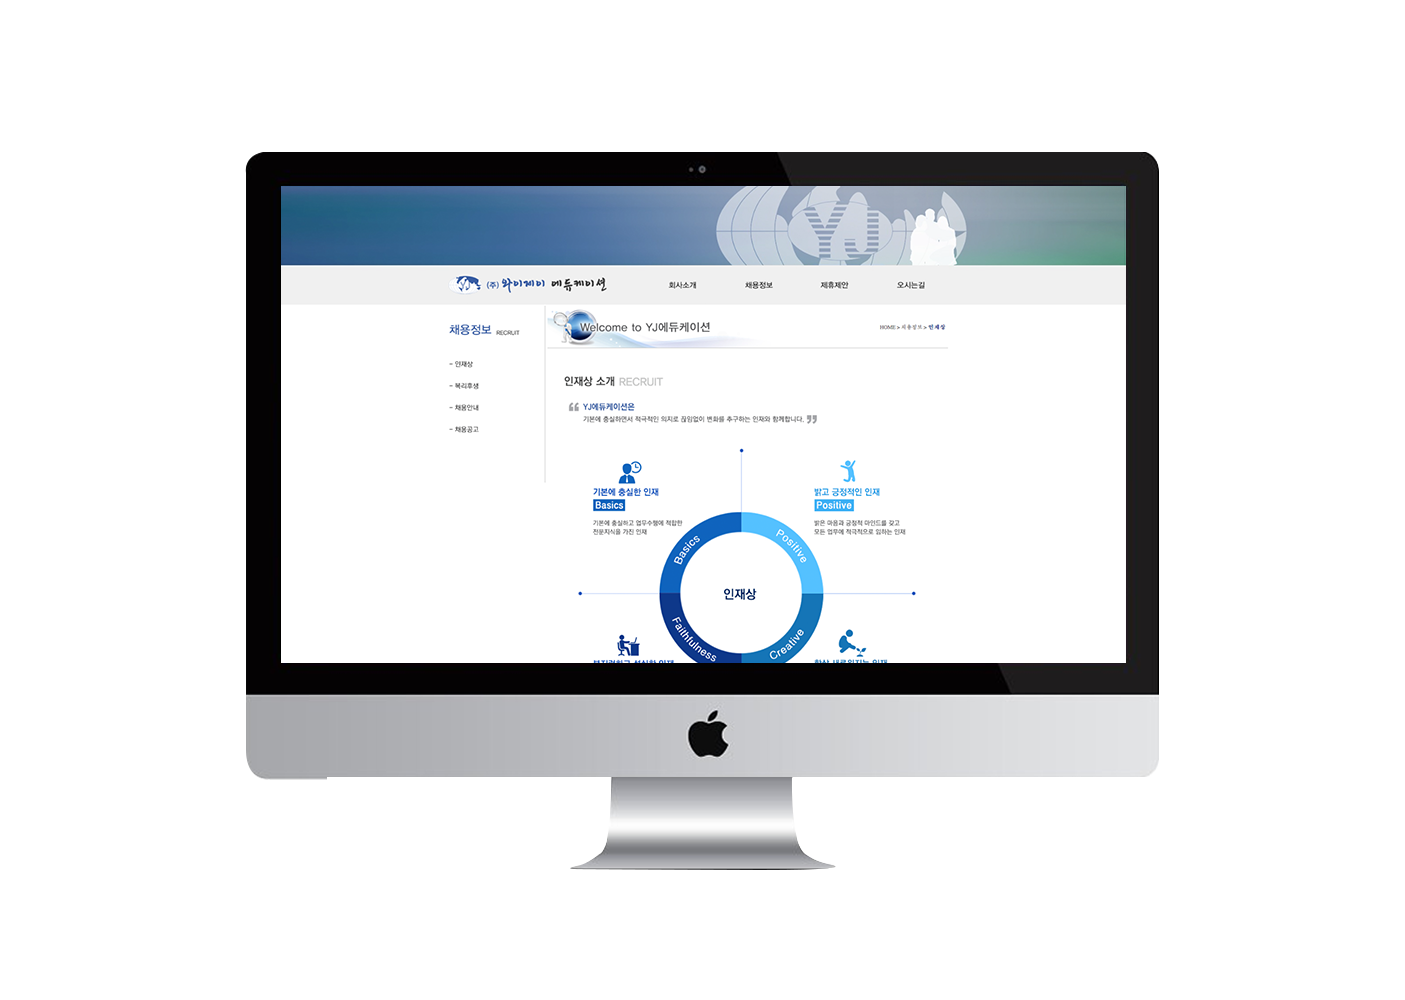 YJ
(주) 와이제이 에듀케이션
회사소개 채용정보 제휴제안 오시는길
채용정보 RECRUIT
- 인재상
- 복리후생
- 채용안내
- 채용공고
Welcome to YJ에듀케이션
HOME > 채용정보 > 인재상
인재상 소개 RECRUIT
YJ에듀케이션은
기본에 충실하면서 적극적인 의지로 끊임없이 변화를 추구하는 인재와 함께합니다.
기본에 충실한 인재
Basics
기본에 충실하고 업무수행에 적합한
전문지식을 가진 인재
밝고 긍정적인 인재
Positive
밝은 마음과 긍정적 마인드를 갖고
모든 업무에 적극적으로 임하는 인재
Basics
Positive
인재상
Faithfulness
Creative